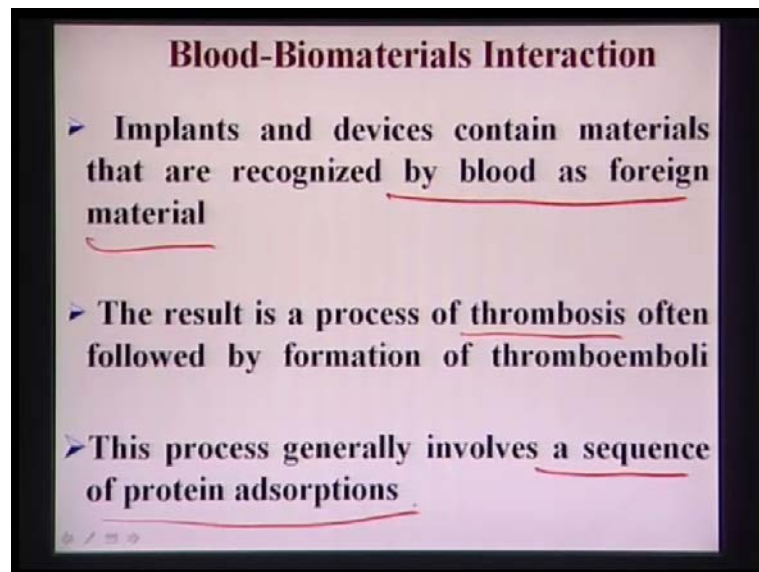 Blood-Biomaterials Interaction
➢ Implants and devices contain materials
that are recognized by blood as foreign
material
➢ The result is a process of thrombosis often
followed by formation of thromboemboli
➢This process generally involves a sequence
of protein adsorptions